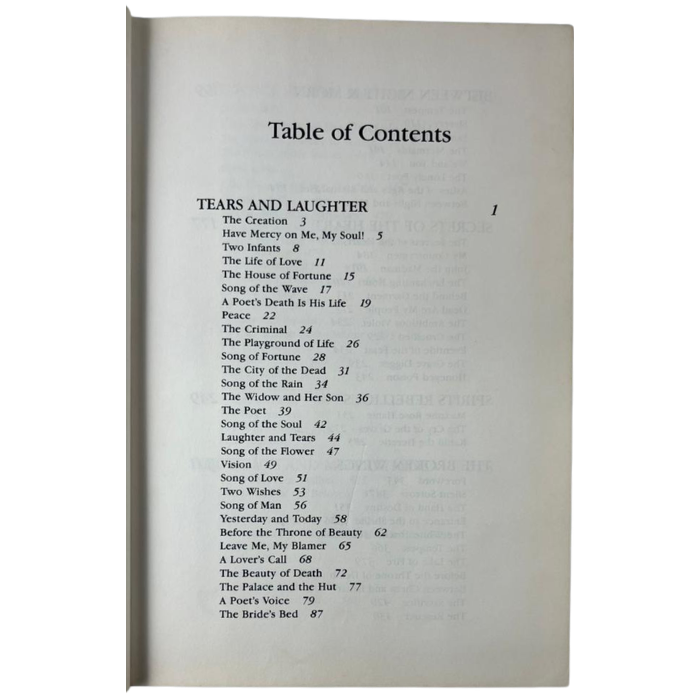 Table of Contents
TEARS AND LAUGHTER 1
The Creation 3
Have Mercy on Me, My Soul! 5
Two Infants 8
The Life of Love 11
The House of Fortune 15
Song of the Wave 17
A Poet's Death Is His Life 19
Peace 22
The Criminal 24
The Playground of Life 26
Song of Fortune 28
The City of the Dead 31
Song of the Rain 34
The Widow and Her Son 36
The Poet 39
Song of the Soul 42
Laughter and Tears 44
Song of the Flower 47
Vision 49
Song of Love 51
Two Wishes 53
Song of Man 56
Yesterday and Today 58
Before the Throne of Beauty 62
Leave Me, My Blamer 65
A Lover's Call 68
The Beauty of Death 72
The Palace and the Hut 77
A Poet's Voice 79
The Bride's Bed 87